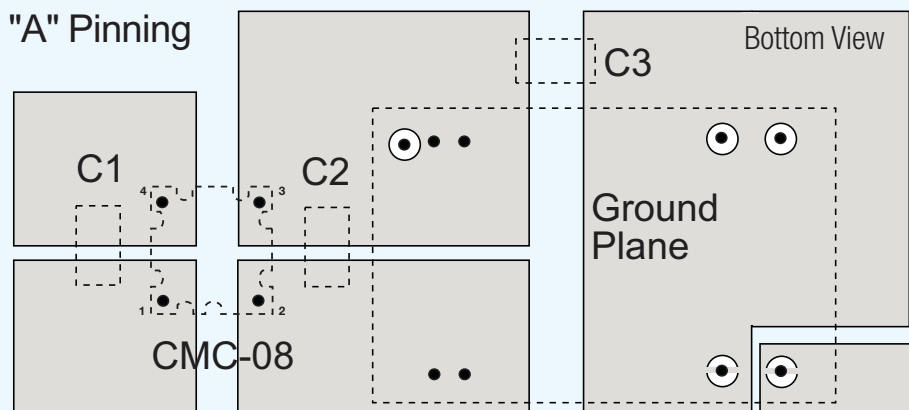 "A" Pinning
Bottom View
C3
C1
C2
4
3
Ground
Plane
1
2
CMC-08